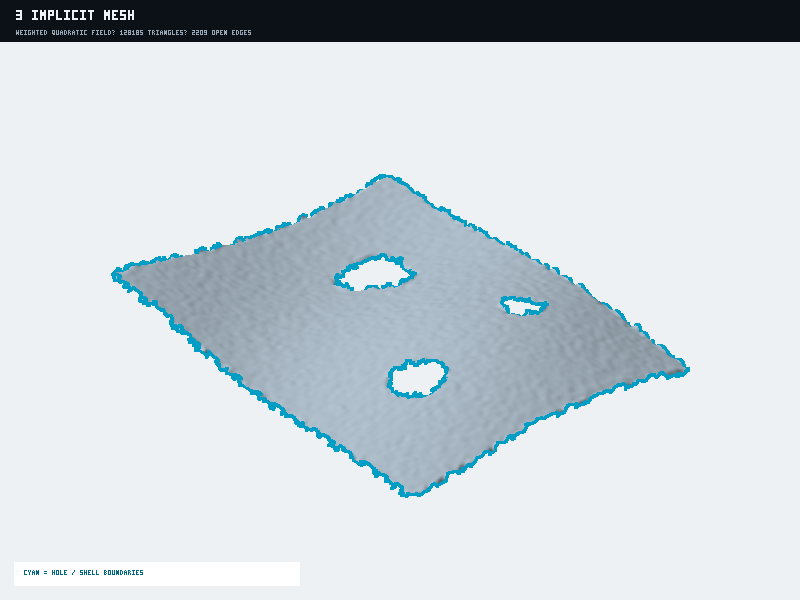 3 IMPLICIT MESH
WEIGHTED QUADRATIC FIELD? 128185 TRIANGLES? 2209 OPEN EDGES
CYAN = HOLE / SHELL BOUNDARIES